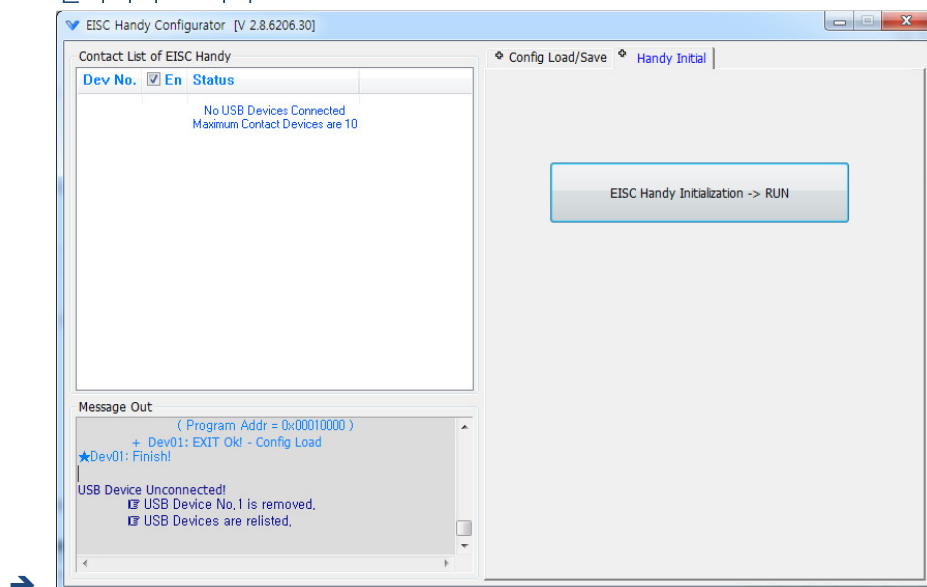 EISC Handy Configurator [V 2.8.6206.30]
Contact List of EISC Handy
Dev No. En Status
No USB Devices Connected
Maximum Contact Devices are 10
Config Load/Save Handy Initial
EISC Handy Initialization -> RUN
Message Out
( Program Addr = 0x00010000 )
+ Dev01: EXIT Ok! - Config Load
★Dev01: Finish!
USB Device Unconnected!
☞ USB Device No.1 is removed.
☞ USB Devices are relisted.
➔